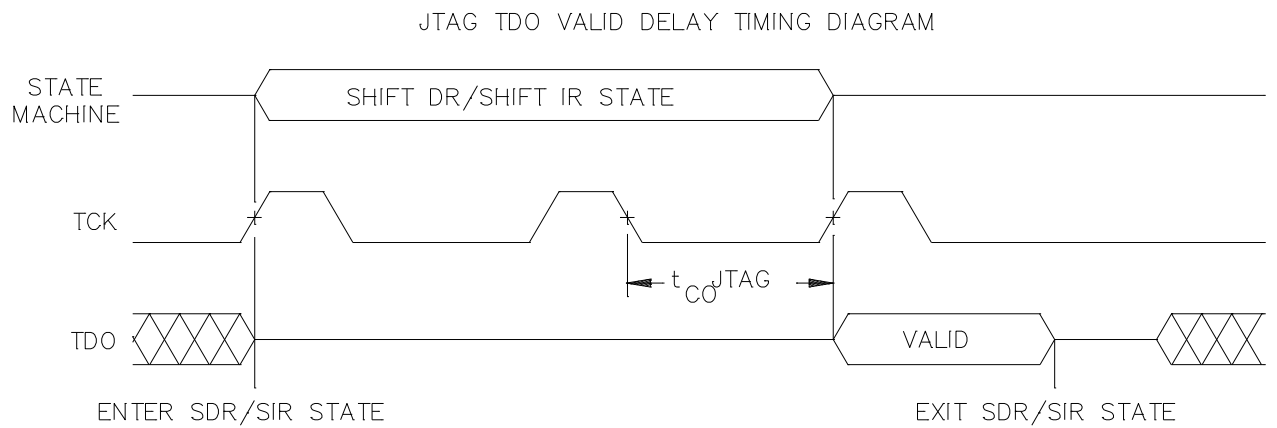 JTAG TDO VALID DELAY TIMING DIAGRAM
STATE
MACHINE
SHIFT DR/SHIFT IR STATE
TCK
tCO JTAG
TDO
VALID
ENTER SDR/SIR STATE
EXIT SDR/SIR STATE